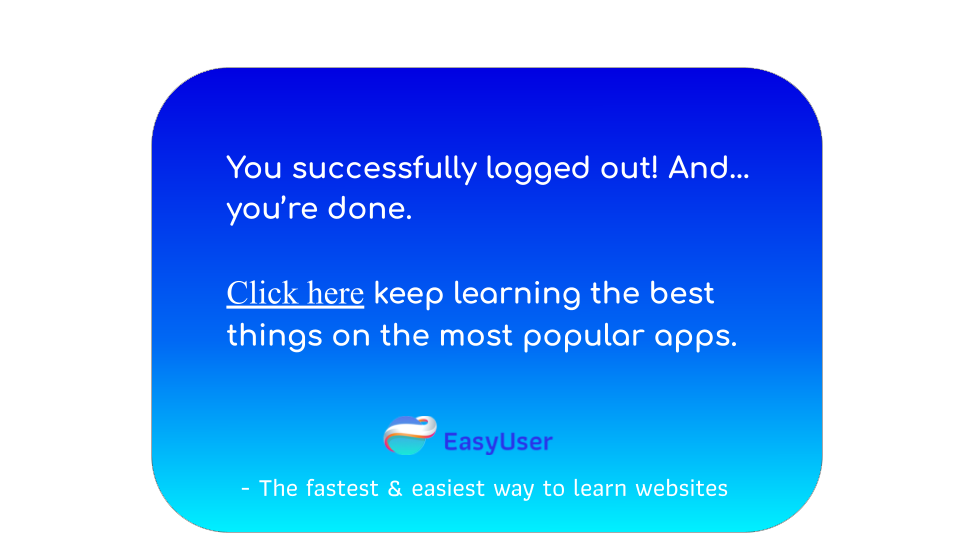 You successfully logged out! And...
you're done.
Click here keep learning the best
things on the most popular apps.
EasyUser
- The fastest & easiest way to learn websites